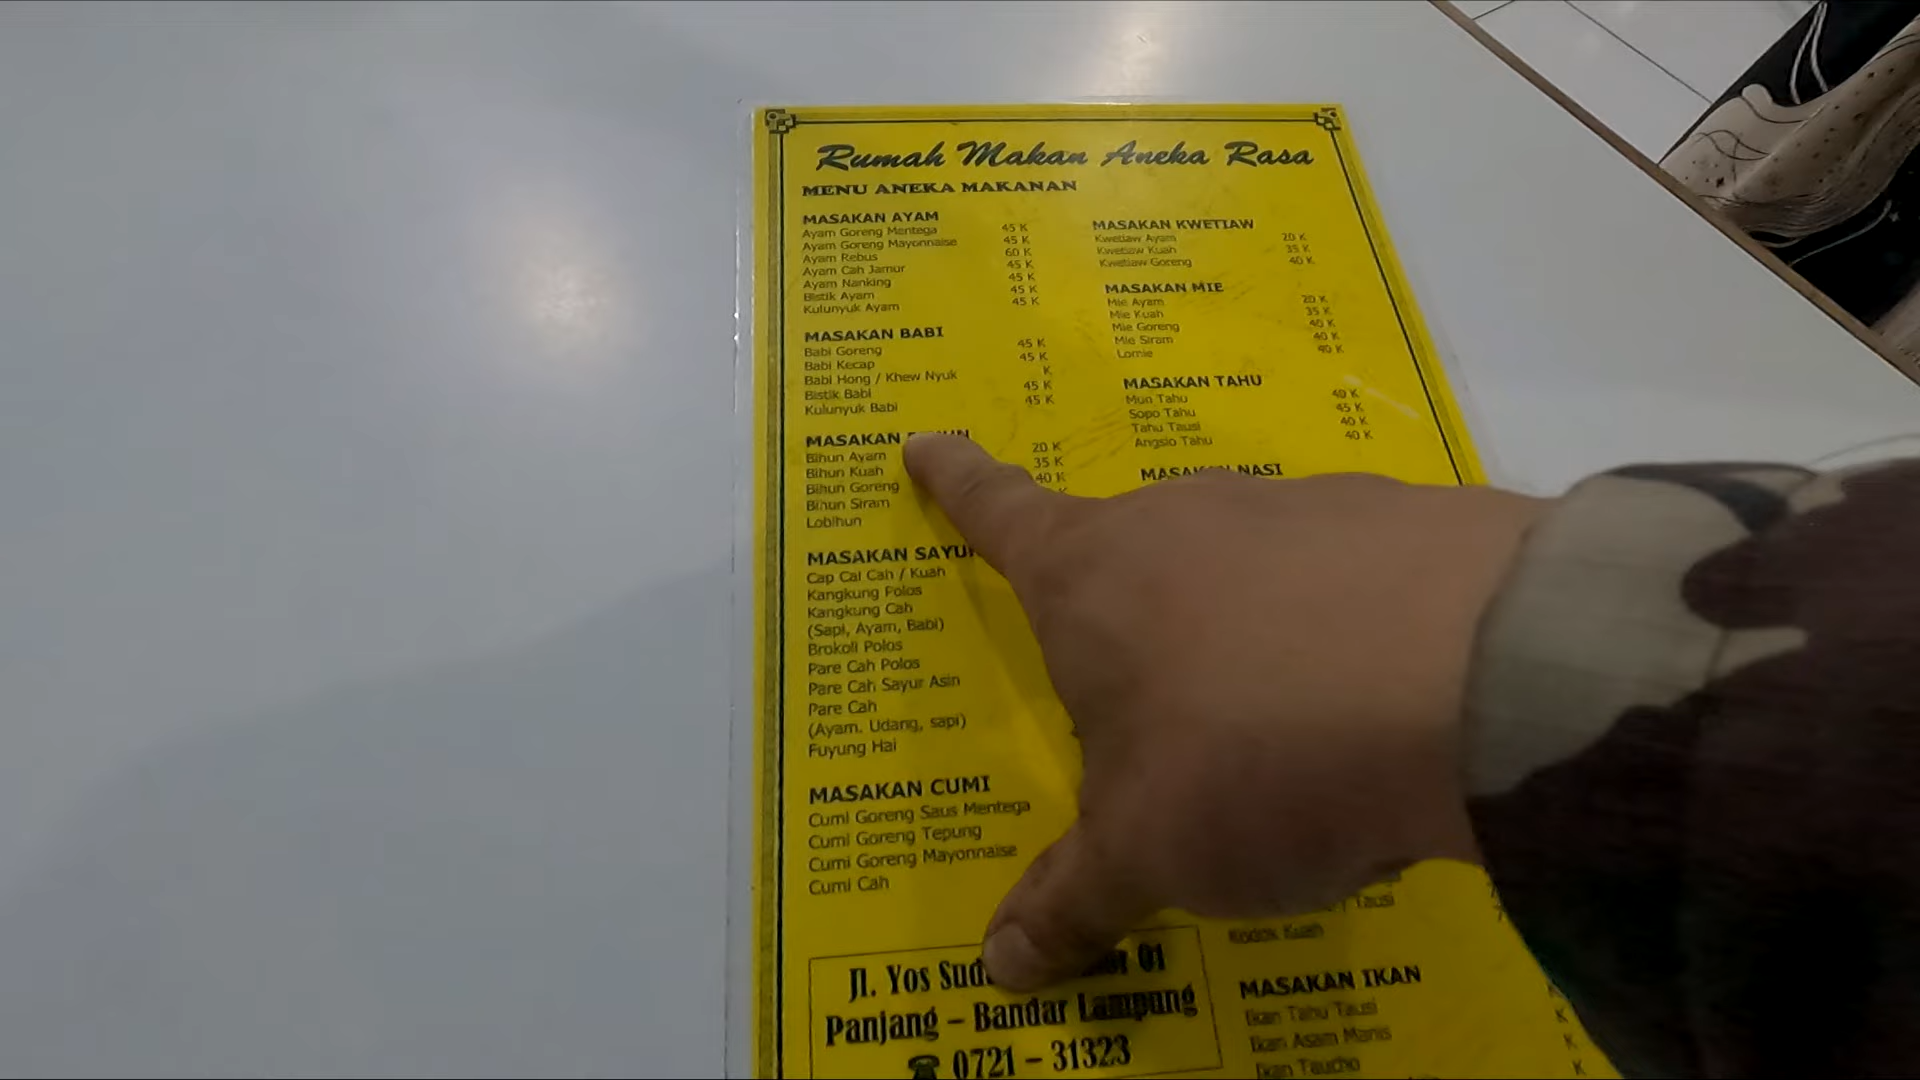 Rumah Makan Aneka Rasa
MENU ANEKA MAKANAN
MASAKAN AYAM
Ayam Goreng Mentega 45 K
Ayam Goreng Mayonnaise 45 K
Ayam Rebus 60 K
Ayam Cah Jamur 45 K
Ayam Nanking 45 K
Bistik Ayam 45 K
Kulunyuk Ayam 45 K
MASAKAN BABI
Babi Goreng 45 K
Babi Kecap 45 K
Babi Hong / Khew Nyuk K
Bistik Babi 45 K
Kulunyuk Babi 45 K
MASAKAN
Bihun Ayam 20 K
Bihun Kuah 35 K
Bihun Goreng 40 K
Bihun Siram K
Lobihun
MASAKAN SAYUR
Cap Cai Cah / Kuah
Kangkung Polos
Kangkung Cah
(Sapi, Ayam, Babi)
Brokoli Polos
Pare Cah Polos
Pare Cah Sayur Asin
Pare Cah
(Ayam. Udang, sapi)
Fuyung Hai
MASAKAN CUMI
Cumi Goreng Saus Mentega
Cumi Goreng Tepung
Cumi Goreng Mayonnaise
Cumi Cah
Jl. Yos 01
Panjang - Bandar Lampung
☎ 0721 - 31323
MASAKAN KWETIAW
Kwetiaw Ayam 20 K
Kwetiaw Kuah 35 K
Kwetiaw Goreng 40 K
MASAKAN MIE
Mie Ayam 20 K
Mie Kuah 35 K
Mie Goreng 40 K
Mie Siram 40 K
Lomie 40 K
MASAKAN TAHU
Mun Tahu 40 K
Sopo Tahu 45 K
Tahu Tausi 40 K
Angsio Tahu 40 K
MASAKAN NASI
Tausi
Kodok Kuah
MASAKAN IKAN
Ikan Tahu Tausi K
Ikan Asam Manis K
Ikan Taucho K